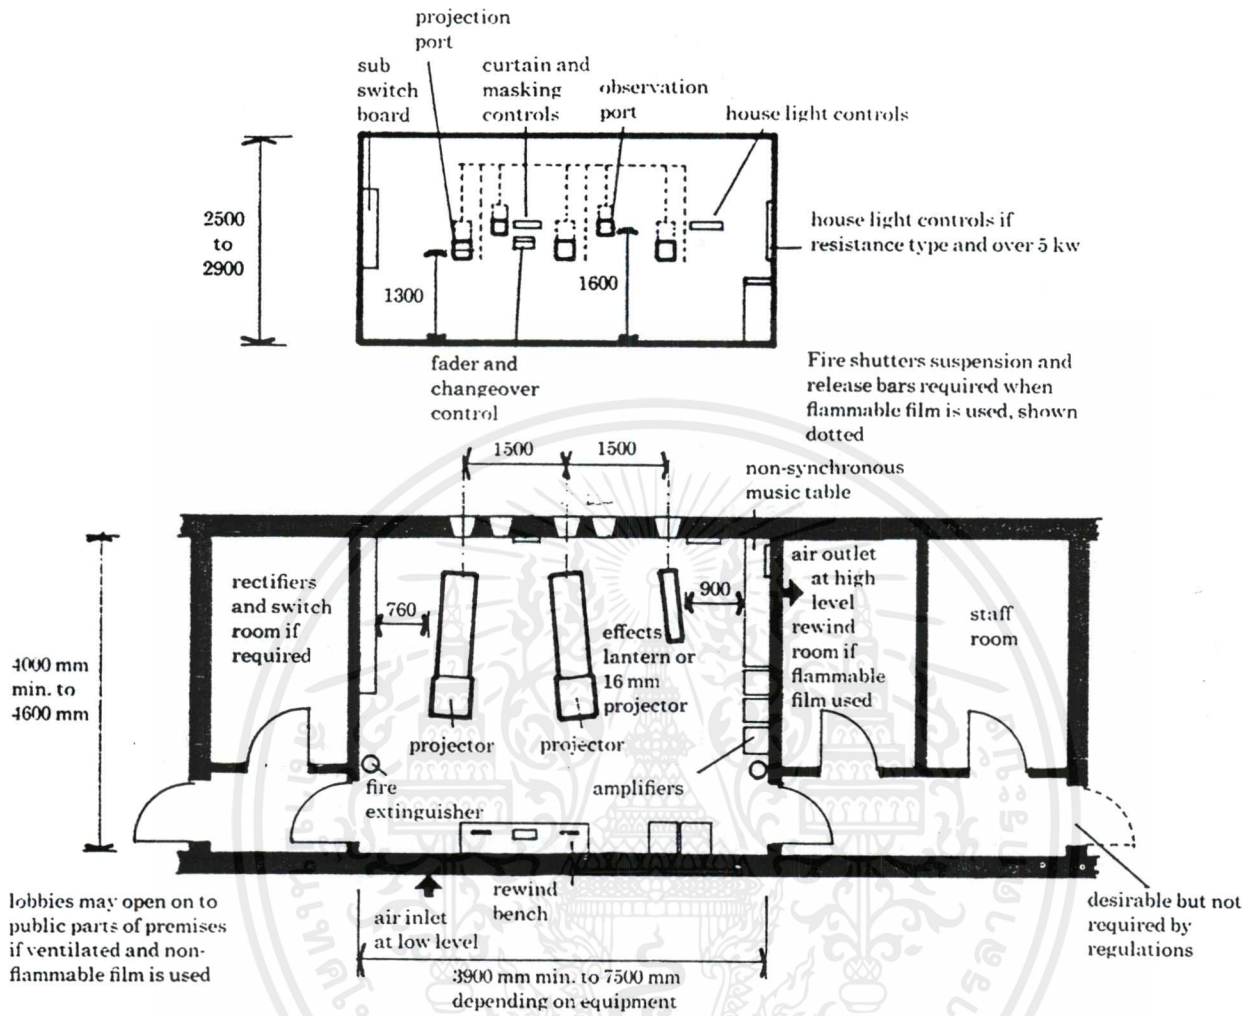 projection
port
sub
switch
board
curtain and
masking
controls
observation
port
house light controls
2500
to
2900
1300
1600
house light controls if
resistance type and over 5 kw
fader and
changeover
control
Fire shutters suspension and
release bars required when
flammable film is used, shown
dotted
1500
1500
non-synchronous
music table
rectifiers
and switch
room if
required
760
900
air outlet
at high
level
rewind
room if
flammable
film used
staff
room
effects
lantern or
16 mm
projector
4000 mm
min. to
4600 mm
projector
projector
fire
extinguisher
amplifiers
rewind
bench
air inlet
at low level
lobbies may open on to
public parts of premises
if ventilated and non-
flammable film is used
desirable but not
required by
regulations
3900 mm min. to 7500 mm
depending on equipment